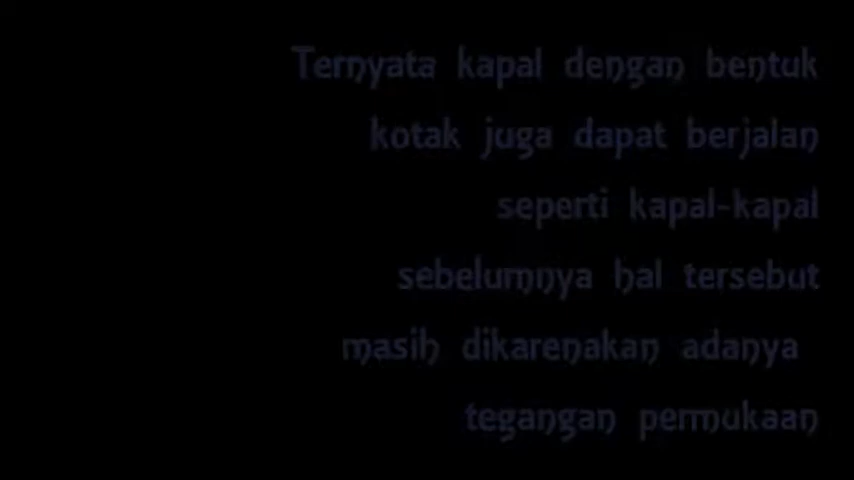 Ternyata kapal dengan bentuk
kotak juga dapat berjalan
seperti kapal-kapal
sebelumnya hal tersebut
masih dikarenakan adanya
tegangan permukaan